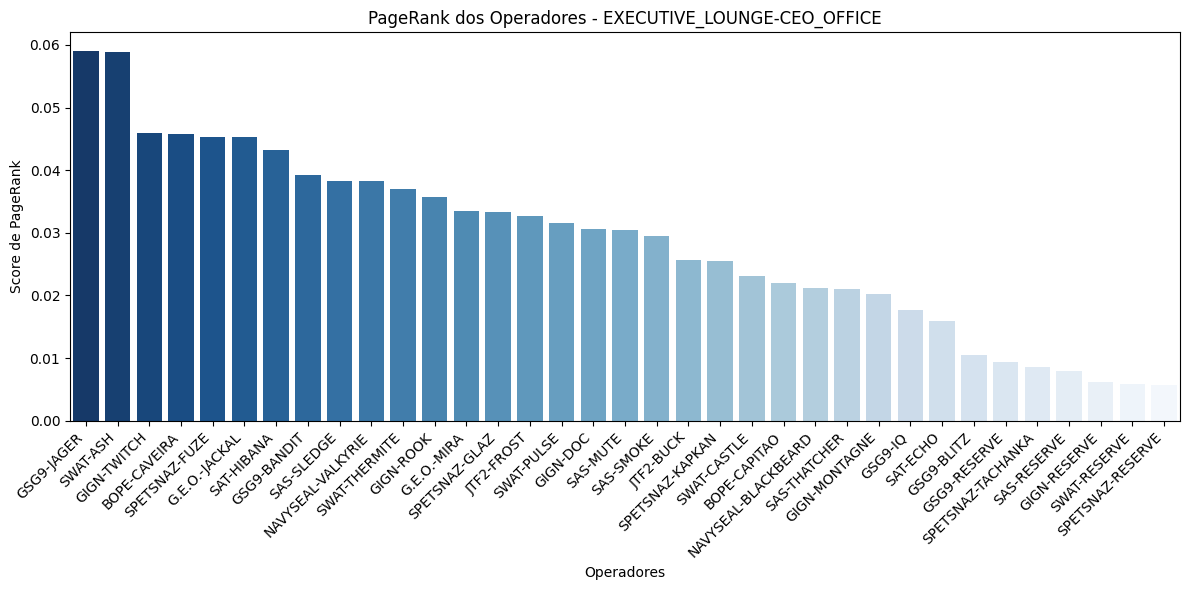 PageRank dos Operadores - EXECUTIVE_LOUNGE-CEO_OFFICE
Score de PageRank
0.06
0.05
0.04
0.03
0.02
0.01
0.00
GSG9-JAGER
SWAT-ASH
GIGN-TWITCH
BOPE-CAVEIRA
SPETSNAZ-FUZE
G.E.O.-JACKAL
SAT-HIBANA
GSG9-BANDIT
SAS-SLEDGE
NAVYSEAL-VALKYRIE
SWAT-THERMITE
GIGN-ROOK
G.E.O.-MIRA
SPETSNAZ-GLAZ
JTF2-FROST
SWAT-PULSE
GIGN-DOC
SAS-MUTE
SAS-SMOKE
JTF2-BUCK
SPETSNAZ-KAPKAN
SWAT-CASTLE
BOPE-CAPITAO
NAVYSEAL-BLACKBEARD
SAS-THATCHER
GIGN-MONTAGNE
GSG9-IQ
SAT-ECHO
GSG9-BLITZ
GSG9-RESERVE
SPETSNAZ-TACHANKA
SAS-RESERVE
GIGN-RESERVE
SWAT-RESERVE
SPETSNAZ-RESERVE
Operadores